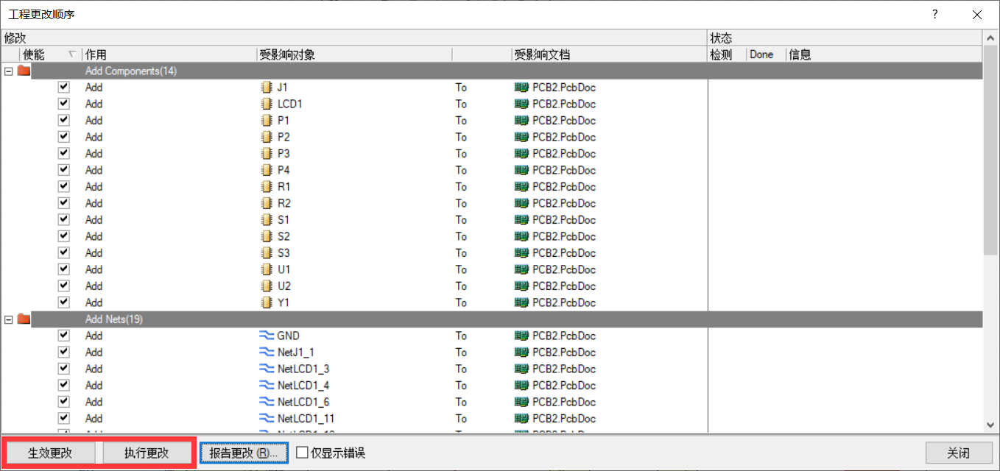 工程更改顺序 ?
修改 状态
使能 作用 受影响对象 受影响文档 检测 Done 信息
Add Components(14)
Add J1 To PCB2.PcbDoc
Add LCD1 To PCB2.PcbDoc
Add P1 To PCB2.PcbDoc
Add P2 To PCB2.PcbDoc
Add P3 To PCB2.PcbDoc
Add P4 To PCB2.PcbDoc
Add R1 To PCB2.PcbDoc
Add R2 To PCB2.PcbDoc
Add S1 To PCB2.PcbDoc
Add S2 To PCB2.PcbDoc
Add S3 To PCB2.PcbDoc
Add U1 To PCB2.PcbDoc
Add U2 To PCB2.PcbDoc
Add Y1 To PCB2.PcbDoc
Add Nets(19)
Add GND To PCB2.PcbDoc
Add NetJ1_1 To PCB2.PcbDoc
Add NetLCD1_3 To PCB2.PcbDoc
Add NetLCD1_4 To PCB2.PcbDoc
Add NetLCD1_6 To PCB2.PcbDoc
Add NetLCD1_11 To PCB2.PcbDoc
生效更改 执行更改 报告更改 (R)... 仅显示错误 关闭